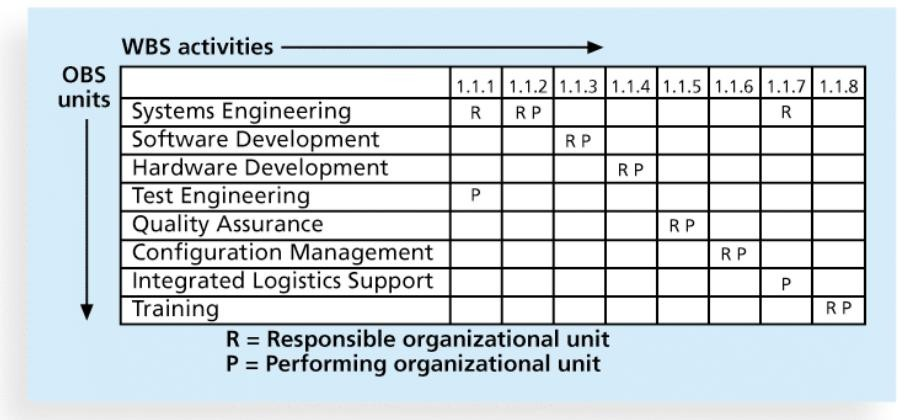 WBS activities
OBS units
1.1.1 1.1.2 1.1.3 1.1.4 1.1.5 1.1.6 1.1.7 1.1.8
Systems Engineering R R P R
Software Development R P
Hardware Development R P
Test Engineering P
Quality Assurance R P
Configuration Management R P
Integrated Logistics Support P
Training R P
R = Responsible organizational unit
P = Performing organizational unit